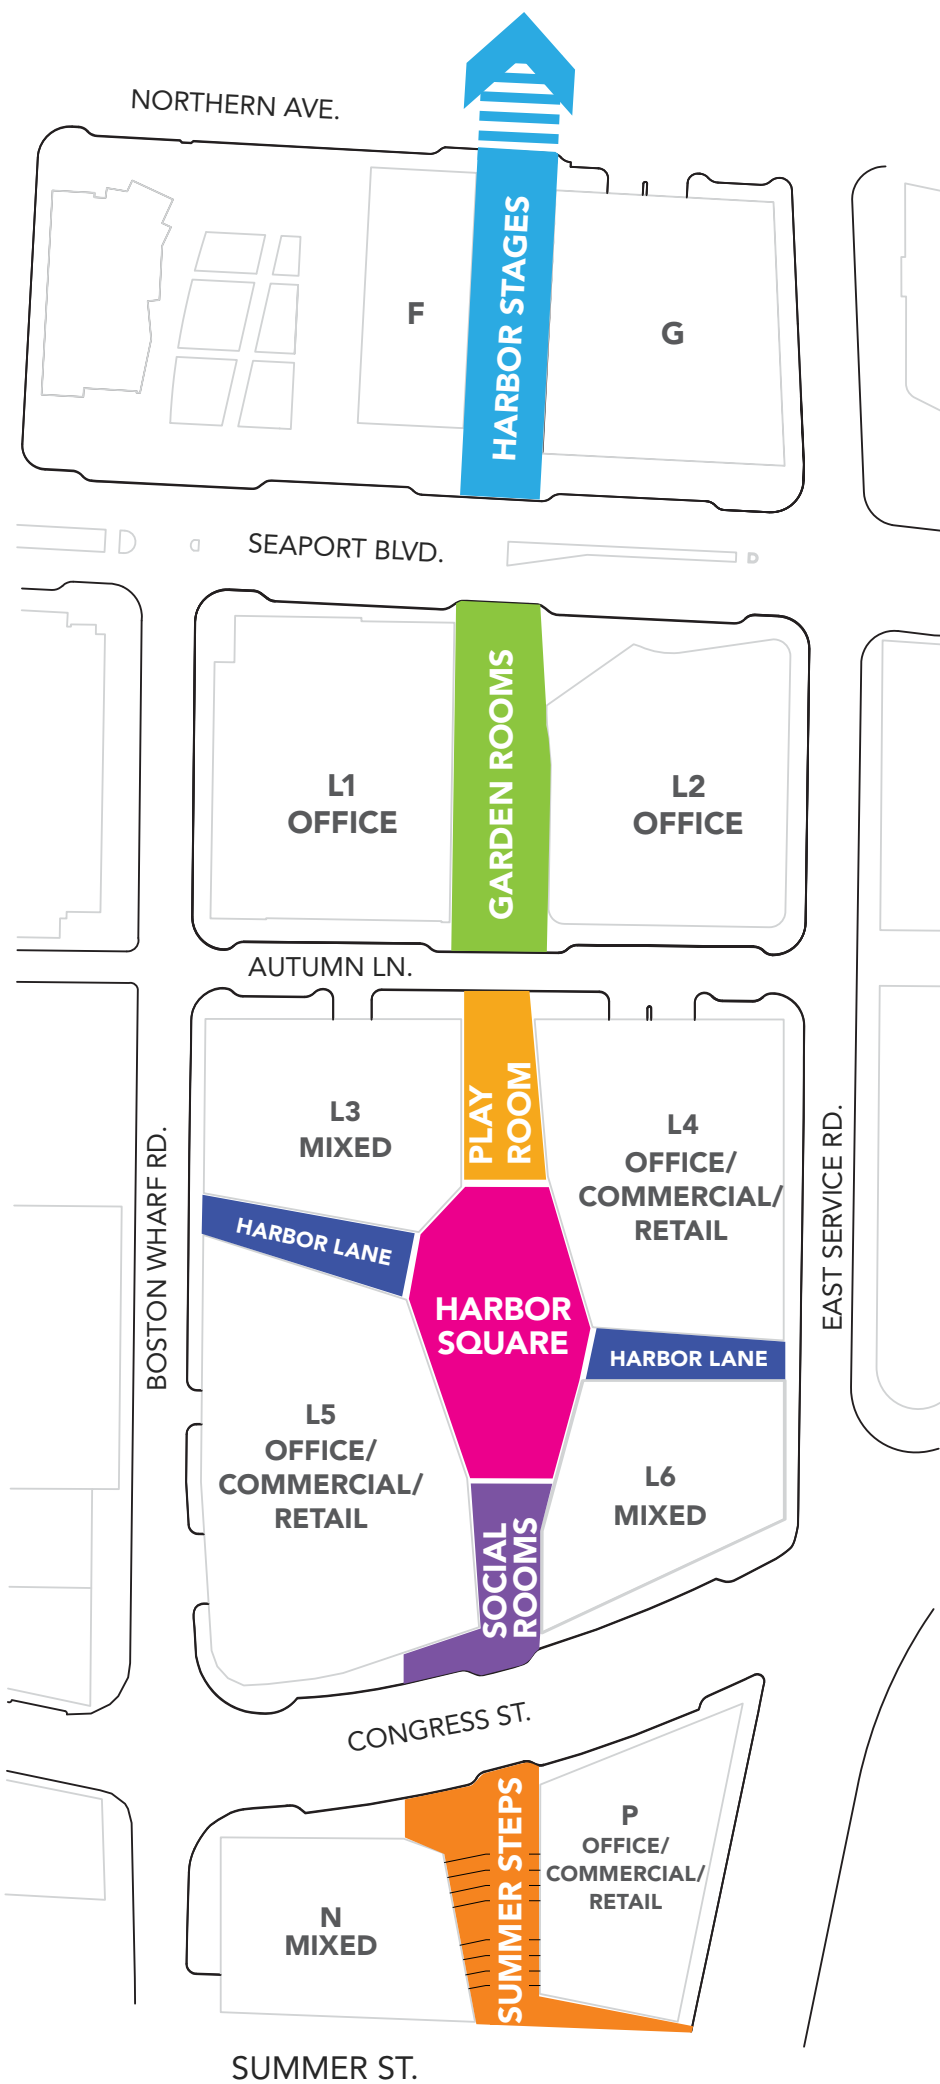 NORTHERN AVE.
HARBOR STAGES
F
G
SEAPORT BLVD.
GARDEN ROOMS
L1
OFFICE
L2
OFFICE
AUTUMN LN.
PLAY
ROOM
L3
MIXED
L4
OFFICE/
COMMERCIAL/
RETAIL
BOSTON WHARF RD.
EAST SERVICE RD.
HARBOR LANE
HARBOR
SQUARE
HARBOR LANE
L5
OFFICE/
COMMERCIAL/
RETAIL
L6
MIXED
SOCIAL
ROOMS
CONGRESS ST.
SUMMER STEPS
P
OFFICE/
COMMERCIAL/
RETAIL
N
MIXED
SUMMER ST.